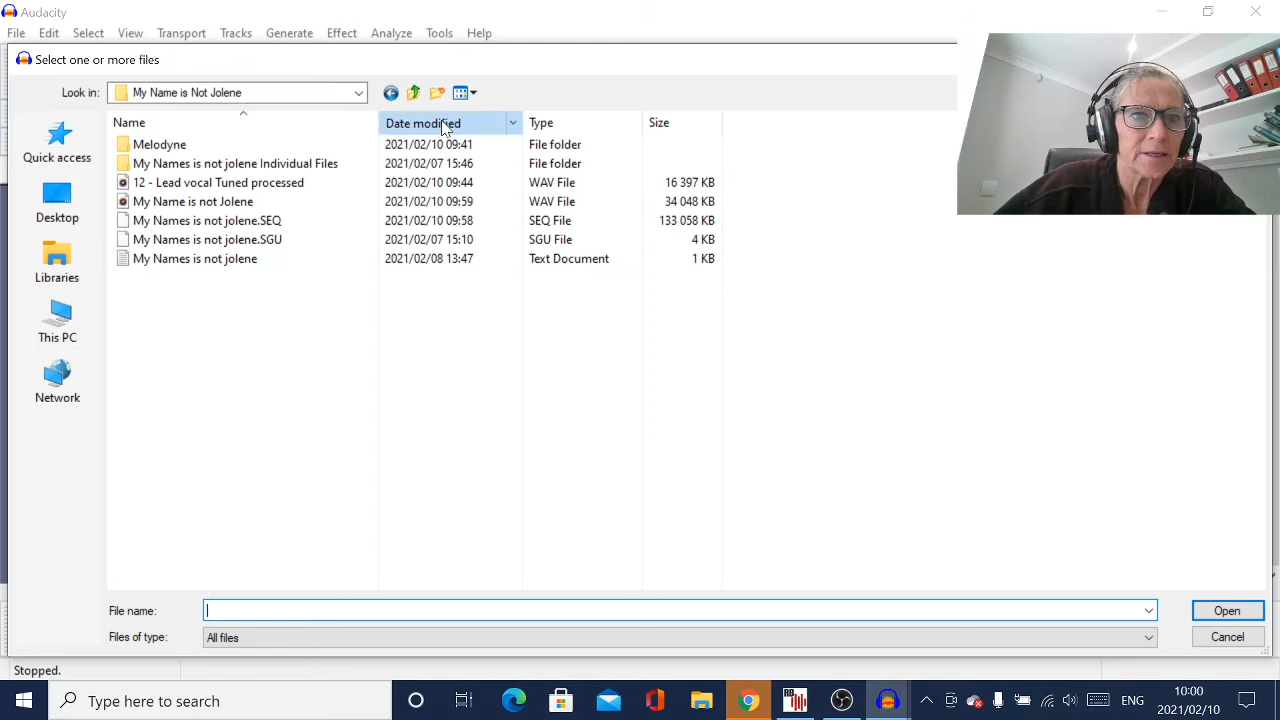 Audacity
File Edit Select View Transport Tracks Generate Effect Analyze Tools Help
Select one or more files
Look in: My Name is Not Jolene
Name Date modified Type Size
Quick access
Desktop
Libraries
This PC
Network
Melodyne 2021/02/10 09:41 File folder
My Names is not jolene Individual Files 2021/02/07 15:46 File folder
12 - Lead vocal Tuned processed 2021/02/10 09:44 WAV File 16 397 KB
My Name is not Jolene 2021/02/10 09:59 WAV File 34 048 KB
My Names is not jolene.SEQ 2021/02/10 09:58 SEQ File 133 058 KB
My Names is not jolene.SGU 2021/02/07 15:10 SGU File 4 KB
My Names is not jolene 2021/02/08 13:47 Text Document 1 KB
File name: Open
Files of type: All files Cancel
Stopped.
Type here to search
RB
ENG
10:00
2021/02/10